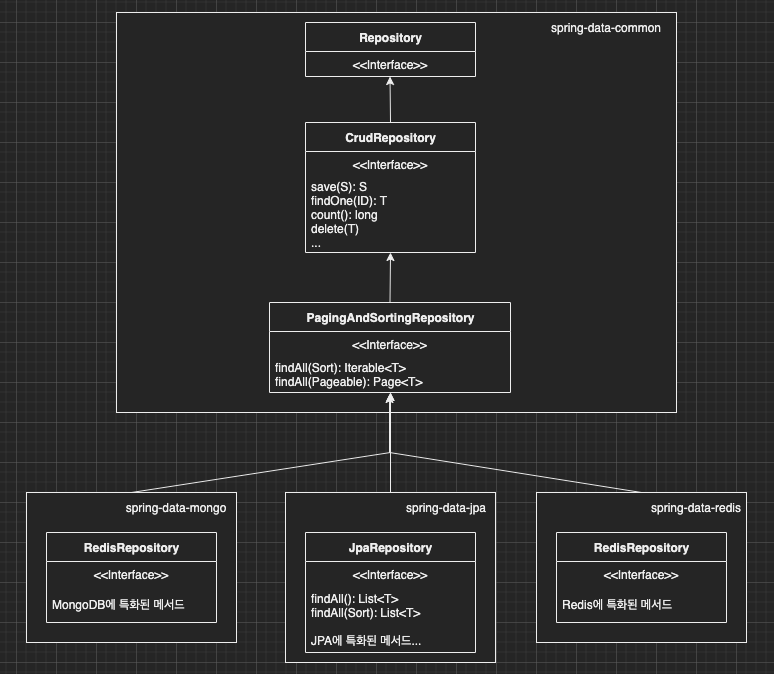 spring-data-common
Repository
<<Interface>>
CrudRepository
<<Interface>>
save(S): S
findOne(ID): T
count(): long
delete(T)
...
PagingAndSortingRepository
<<Interface>>
findAll(Sort): Iterable<T>
findAll(Pageable): Page<T>
spring-data-mongo
RedisRepository
<<Interface>>
MongoDB에 특화된 메서드
spring-data-jpa
JpaRepository
<<Interface>>
findAll(): List<T>
findAll(Sort): List<T>
JPA에 특화된 메서드...
spring-data-redis
RedisRepository
<<Interface>>
Redis에 특화된 메서드